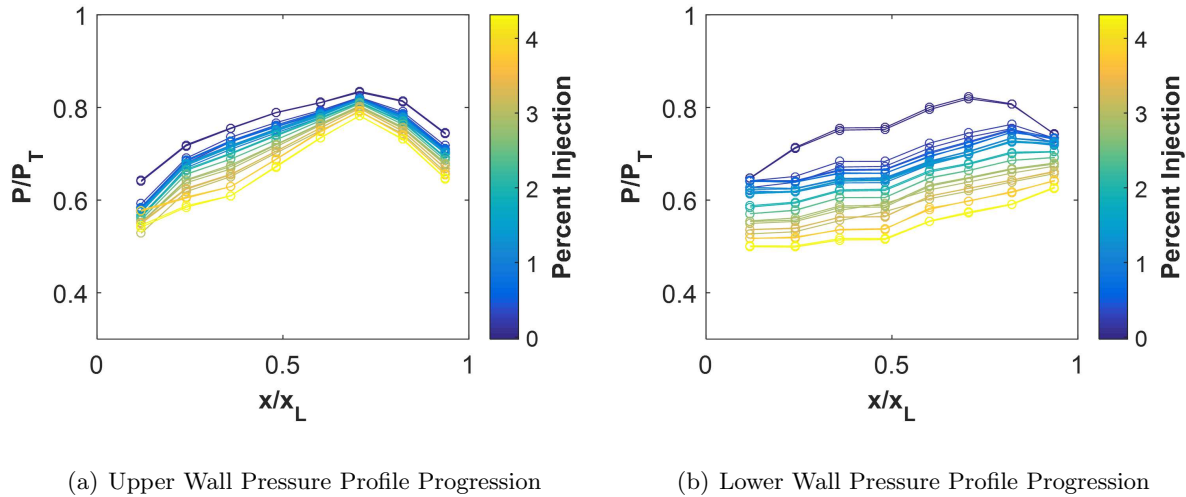 1
0.8
0.6
0.4
P/P_T
0 0.5 1
x/x_L
4
3
2
1
0
Percent Injection
(a) Upper Wall Pressure Profile Progression
1
0.8
0.6
0.4
P/P_T
0 0.5 1
x/x_L
4
3
2
1
0
Percent Injection
(b) Lower Wall Pressure Profile Progression